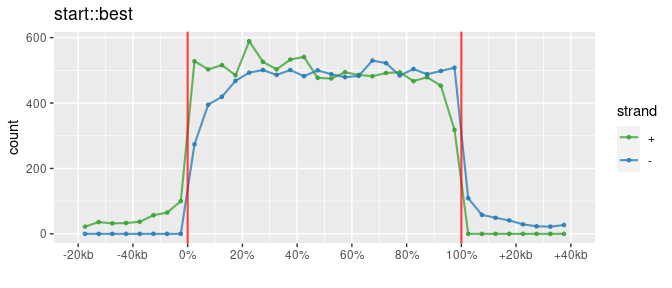 start::best
600
400
200
0
count
-20kb
-40kb
0%
20%
40%
60%
80%
100%
+20kb
+40kb
strand
+
-